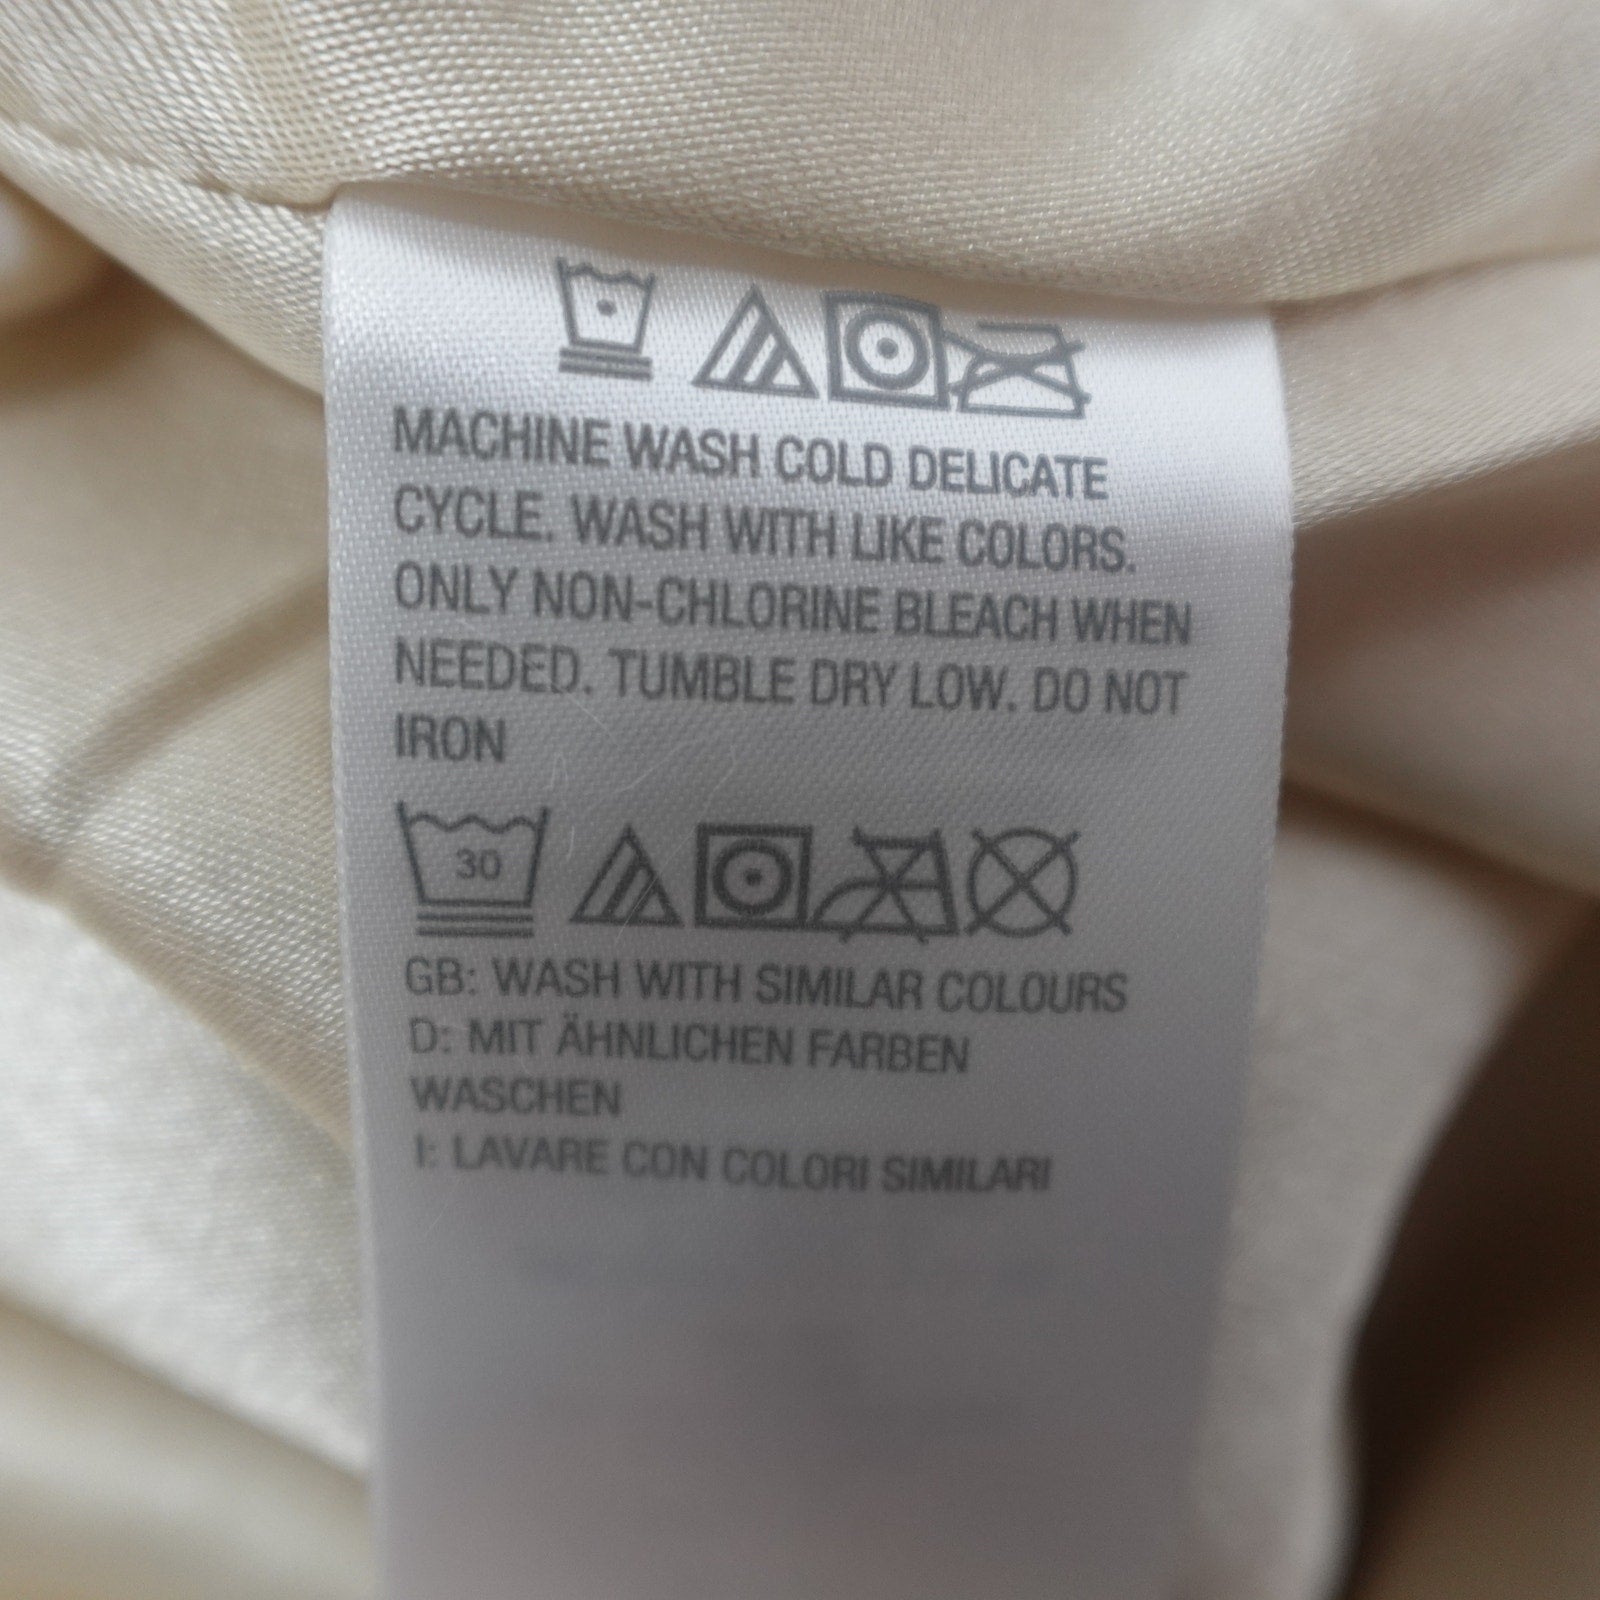 MACHINE WASH COLD DELICATE
CYCLE. WASH WITH LIKE COLORS.
ONLY NON-CHLORINE BLEACH WHEN
NEEDED. TUMBLE DRY LOW. DO NOT
IRON
30
GB: WASH WITH SIMILAR COLOURS
D: MIT ÄHNLICHEN FARBEN
WASCHEN
I: LAVARE CON COLORI SIMILARI